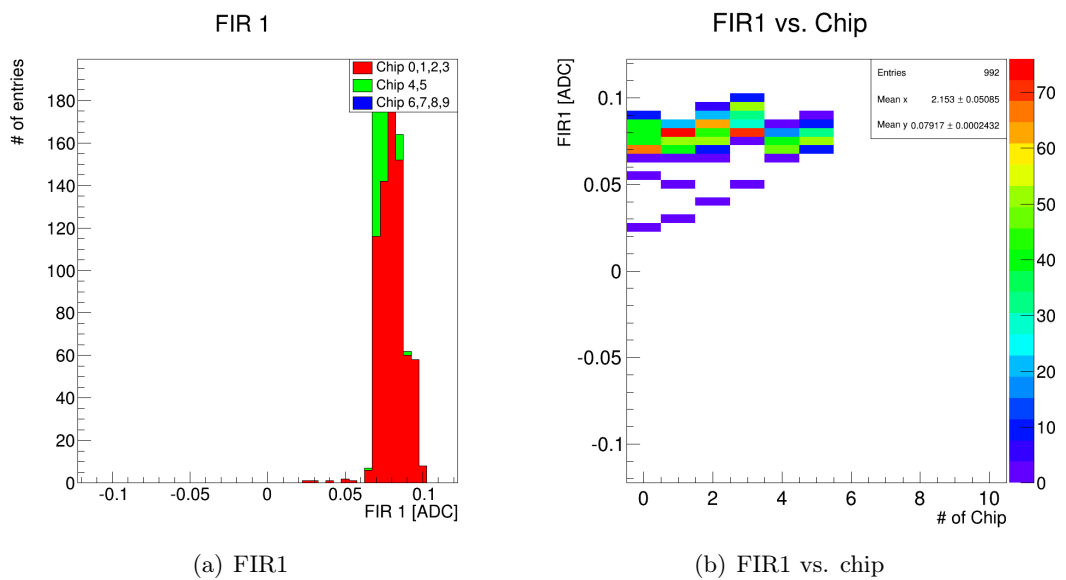 FIR 1
# of entries
180
160
140
120
100
80
60
40
20
0
Chip 0,1,2,3
Chip 4,5
Chip 6,7,8,9
-0.1 -0.05 0 0.05 0.1
FIR 1 [ADC]
(a) FIR1
FIR1 vs. Chip
FIR1 [ADC]
0.1
0.05
0
-0.05
-0.1
Entries 992
Mean x 2.153 ± 0.05085
Mean y 0.07917 ± 0.0002432
70
60
50
40
30
20
10
0
0 2 4 6 8 10
# of Chip
(b) FIR1 vs. chip